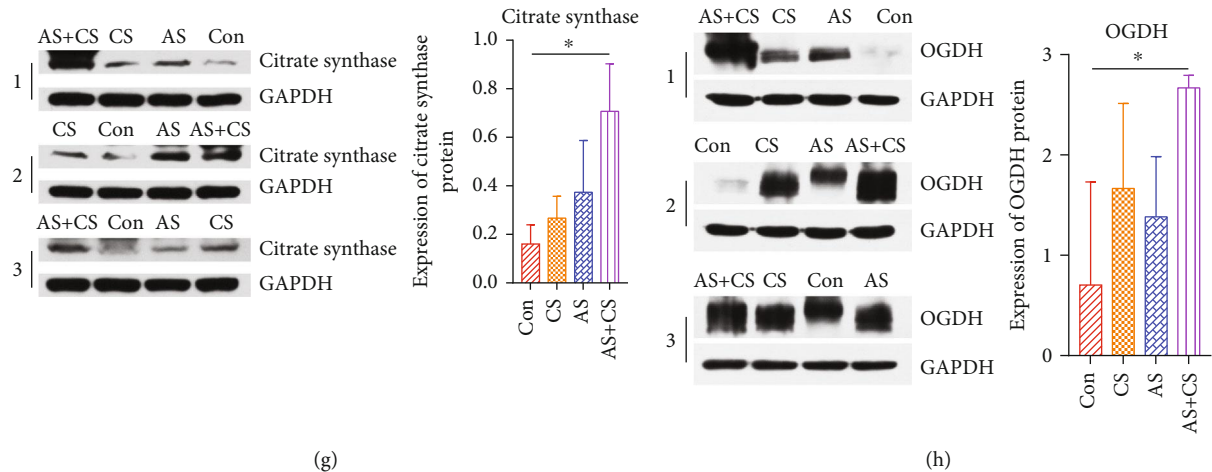 AS+CS CS AS Con
1
Citrate synthase
GAPDH
CS Con AS AS+CS
2
Citrate synthase
GAPDH
AS+CS Con AS CS
3
Citrate synthase
GAPDH
Citrate synthase
Expression of citrate synthase
protein
1.0
0.8
0.6
0.4
0.2
0.0
*
Con CS AS AS+CS
(g)
AS+CS CS AS Con
1
OGDH
GAPDH
Con CS AS AS+CS
2
OGDH
GAPDH
AS+CS CS Con AS
3
OGDH
GAPDH
OGDH
Expression of OGDH protein
3
2
1
0
*
Con CS AS AS+CS
(h)